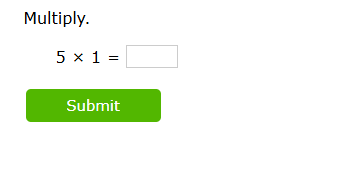 Multiply.
5 × 1 =
Submit